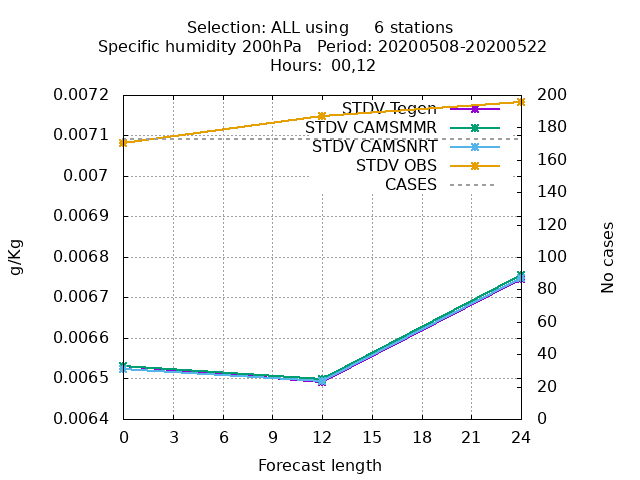 Selection: ALL using     6 stations
Specific humidity 200hPa   Period: 20200508-20200522
Hours:  00,12
0.0072
0.0071
0.007
0.0069
0.0068
0.0067
0.0066
0.0065
0.0064
g/Kg
STDV Tegen
STDV CAMSMMR
STDV CAMSNRT
STDV OBS
CASES
200
180
160
140
120
100
80
60
40
20
0
No cases
0 3 6 9 12 15 18 21 24
Forecast length